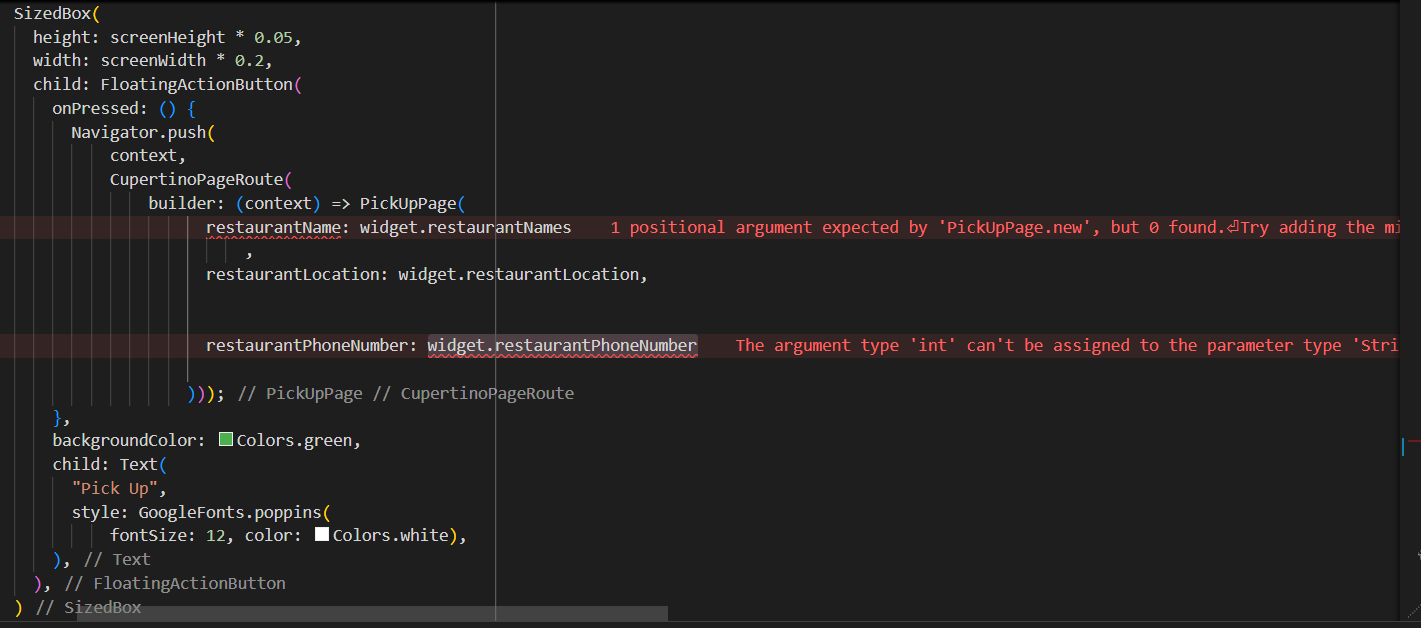 SizedBox(
height: screenHeight * 0.05,
width: screenWidth * 0.2,
child: FloatingActionButton(
onPressed: () {
Navigator.push(
context,
CupertinoPageRoute(
builder: (context) => PickUpPage(
restaurantName: widget.restaurantNames 1 positional argument expected by 'PickUpPage.new', but 0 found.⏎Try adding the mi
,
restaurantLocation: widget.restaurantLocation,
restaurantPhoneNumber: widget.restaurantPhoneNumber The argument type 'int' can't be assigned to the parameter type 'Stri
))); // PickUpPage // CupertinoPageRoute
},
backgroundColor: Colors.green,
child: Text(
"Pick Up",
style: GoogleFonts.poppins(
fontSize: 12, color: Colors.white),
), // Text
), // FloatingActionButton
) // SizedBox